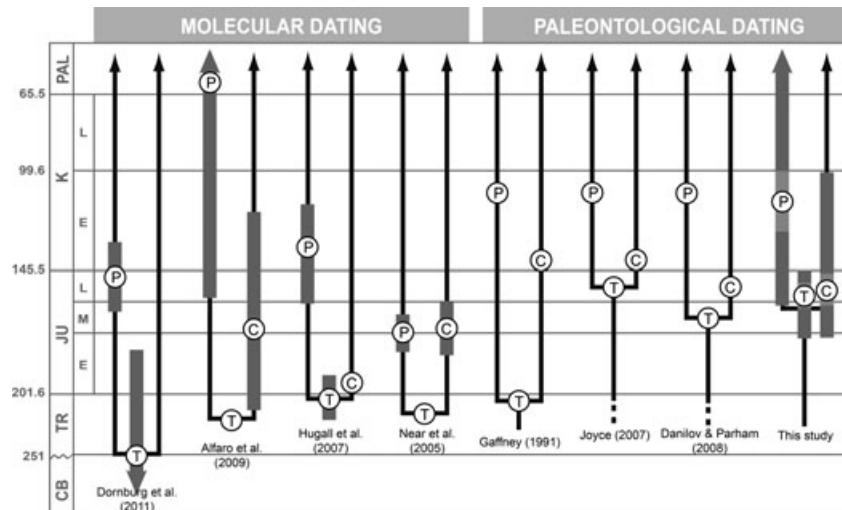 MOLECULAR DATING
PALEONTOLOGICAL DATING
PAL
65.5
L
99.6
K
E
145.5
L
M
JU
E
201.6
TR
251
CB
P
T
Dornburg et al.
(2011)
P
C
T
Alfaro et al.
(2009)
P
T
C
Hugall et al.
(2007)
P
C
T
Near et al.
(2005)
P
C
T
Gaffney (1991)
P
C
T
Joyce (2007)
P
C
T
Danilov & Parham
(2008)
P
T
C
This study